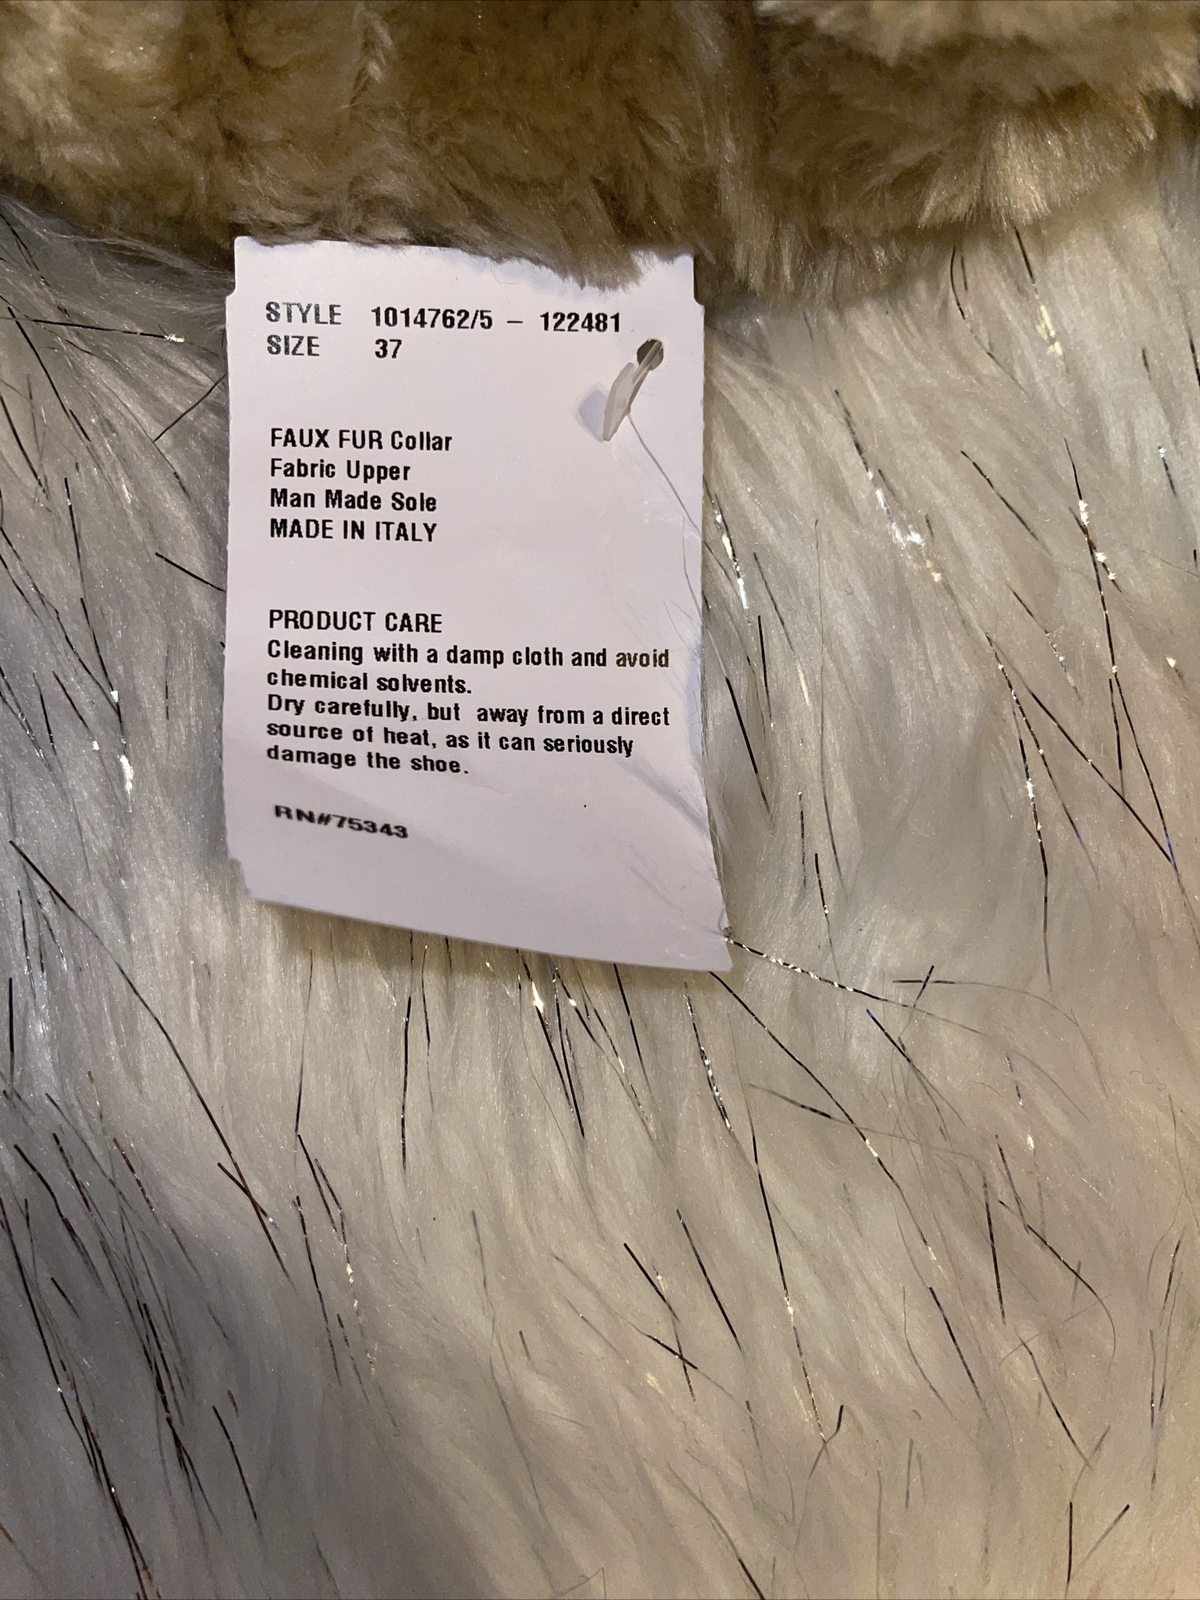 STYLE 1014762/5 – 122481
SIZE 37
FAUX FUR Collar
Fabric Upper
Man Made Sole
MADE IN ITALY
PRODUCT CARE
Cleaning with a damp cloth and avoid
chemical solvents.
Dry carefully, but away from a direct
source of heat, as it can seriously
damage the shoe.
RN#75343